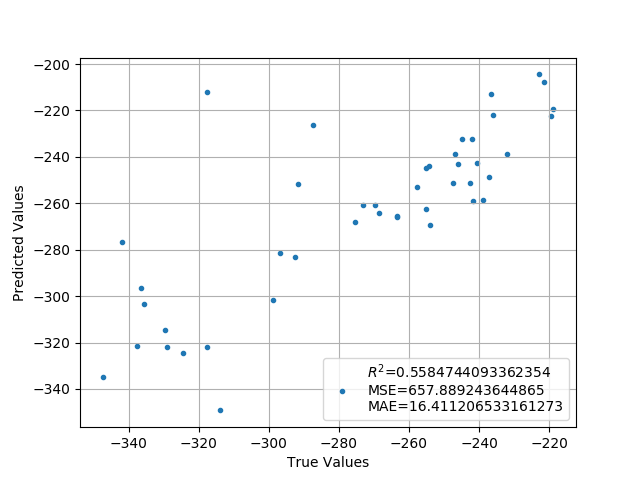 −200
−220
−240
−260
−280
−300
−320
−340
Predicted Values
R²=0.5584744093362354
MSE=657.889243644865
MAE=16.411206533161273
−340 −320 −300 −280 −260 −240 −220
True Values